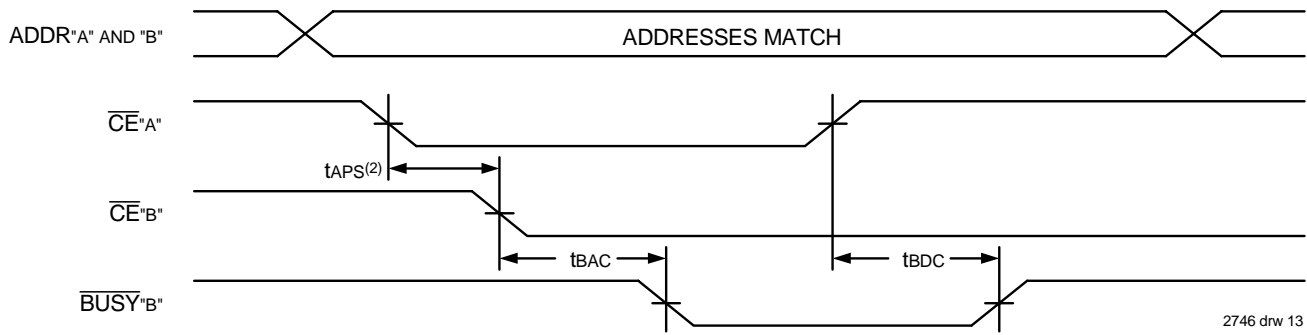 ADDR"A" AND "B"
ADDRESSES MATCH
CE"A"
tAPS(2)
CE"B"
tBAC
tBDC
BUSY"B"
2746 drw 13